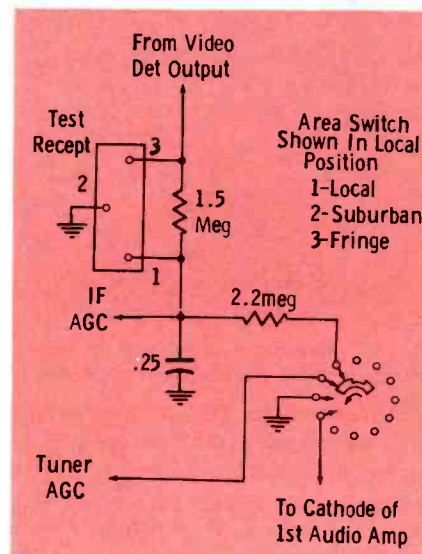 From Video
Det Output
Test
Recept
3
2
1
1.5
Meg
Area Switch
Shown In Local
Position
1-Local
2-Suburban
3-Fringe
IF
AGC
2.2meg
.25
Tuner
AGC
To Cathode of
1st Audio Amp